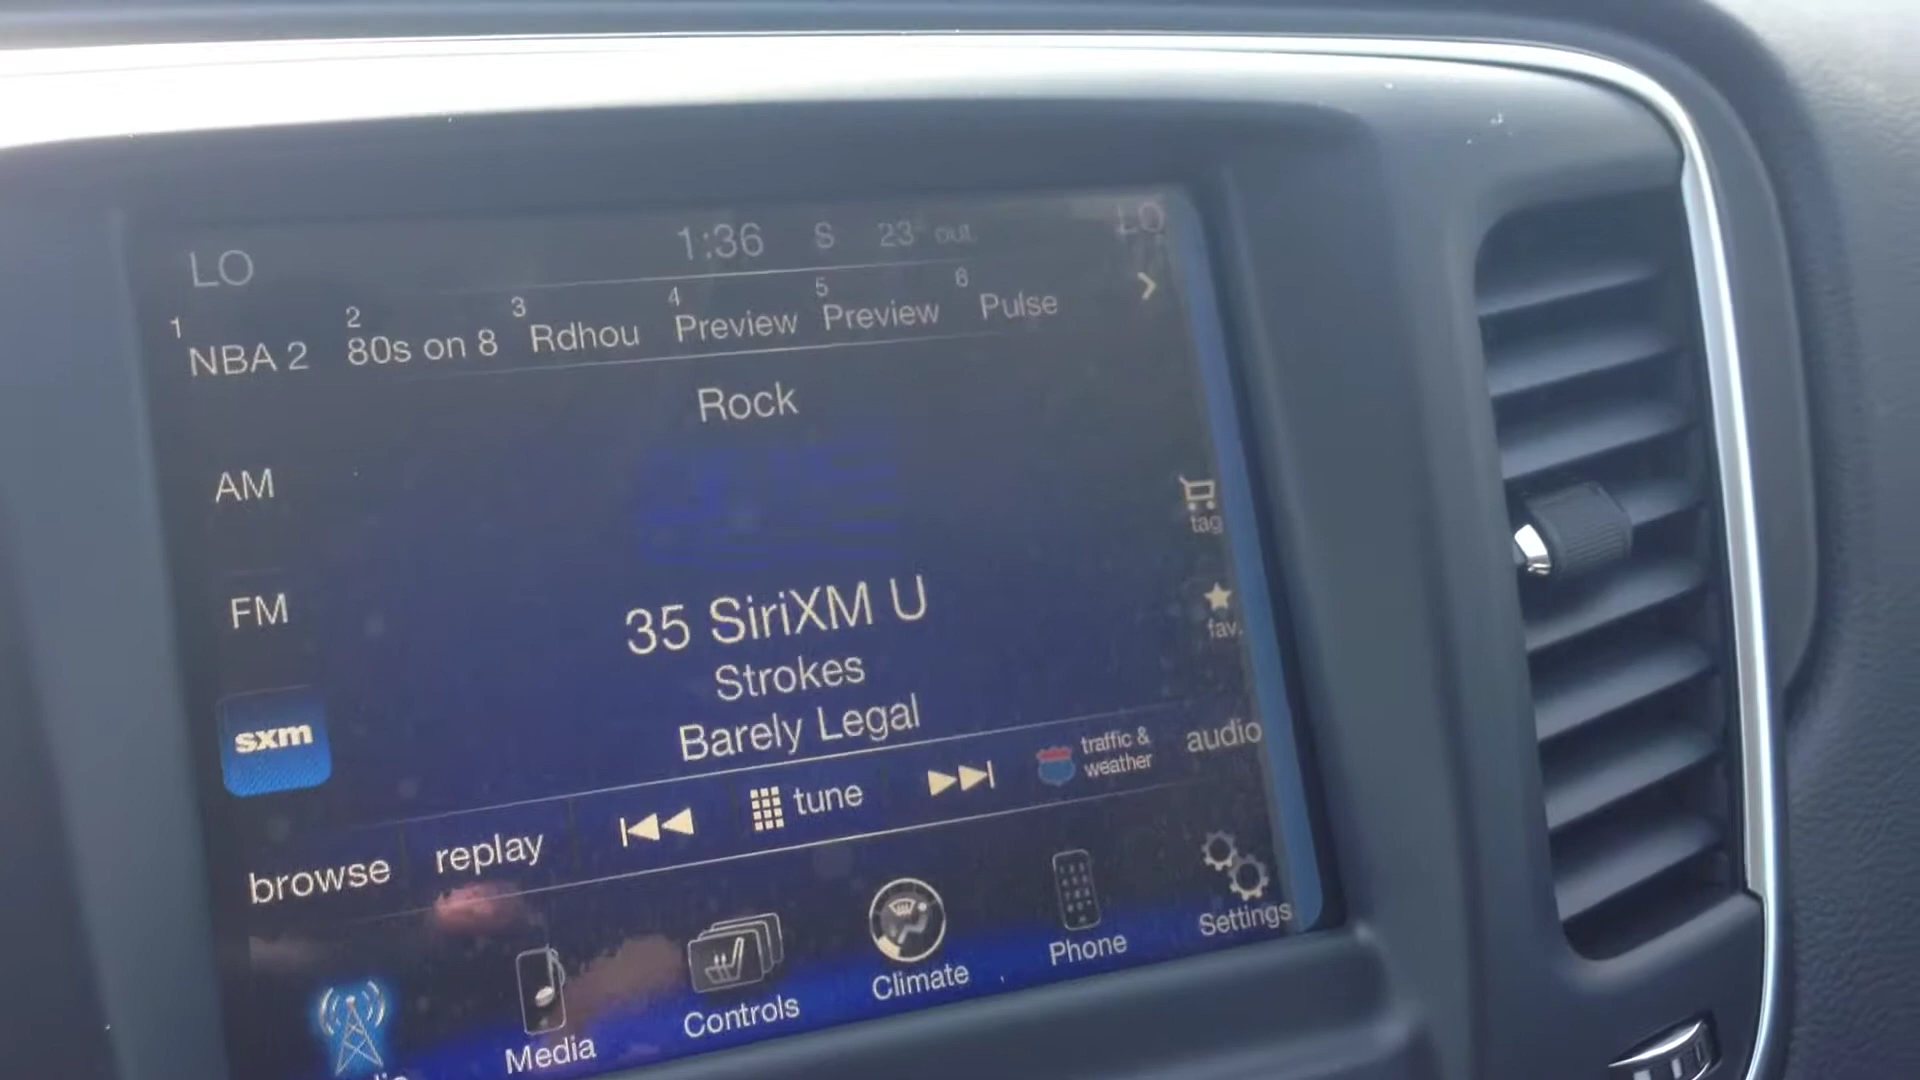 LO 1:36 S 23° out LO
1 NBA 2 2 80s on 8 3 Rdhou 4 Preview 5 Preview 6 Pulse
Rock
AM
tag
FM
35 SiriXM U
fav.
Strokes
sxm
Barely Legal
browse replay tune traffic & weather audio
Media Controls Climate Phone Settings